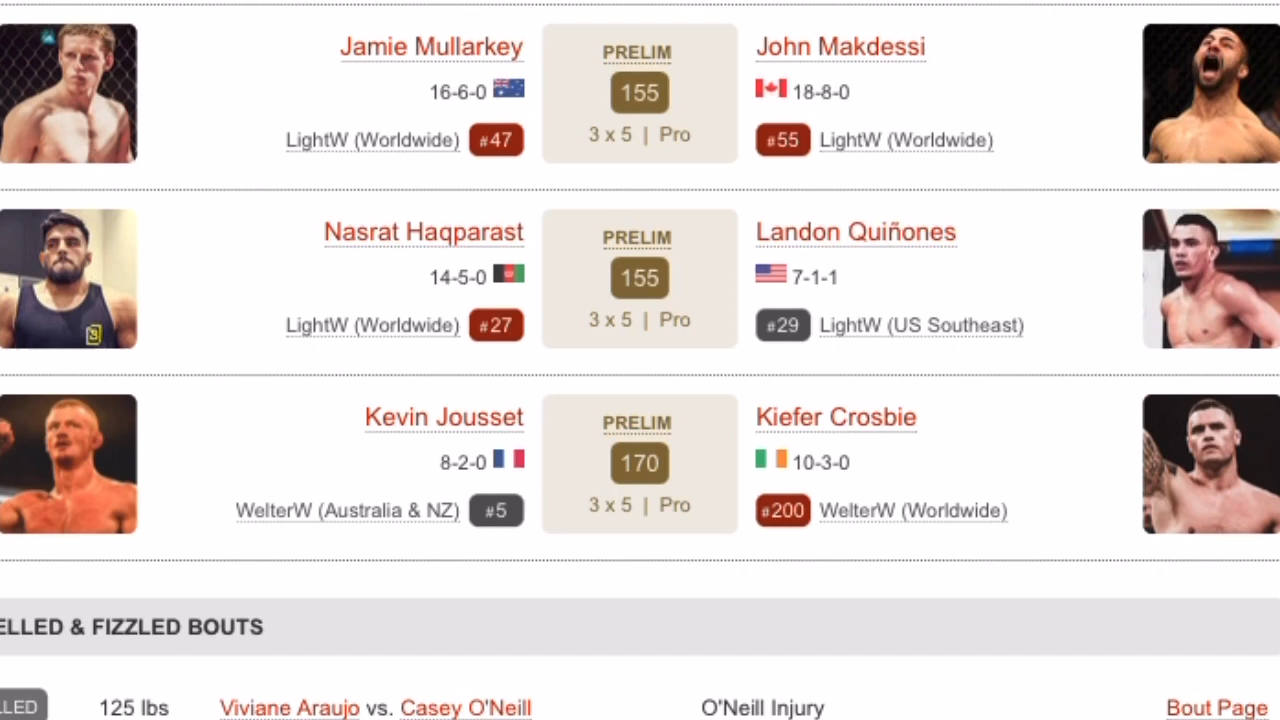 Jamie Mullarkey PRELIM John Makdessi
16-6-0 155 18-8-0
LightW (Worldwide) #47 3 x 5 | Pro #55 LightW (Worldwide)
Nasrat Haqparast PRELIM Landon Quiñones
14-5-0 155 7-1-1
LightW (Worldwide) #27 3 x 5 | Pro #29 LightW (US Southeast)
Kevin Jousset PRELIM Kiefer Crosbie
8-2-0 170 10-3-0
WelterW (Australia & NZ) #5 3 x 5 | Pro #200 WelterW (Worldwide)
ELLED & FIZZLED BOUTS
LLED 125 lbs Viviane Araujo vs. Casey O'Neill O'Neill Injury Bout Page